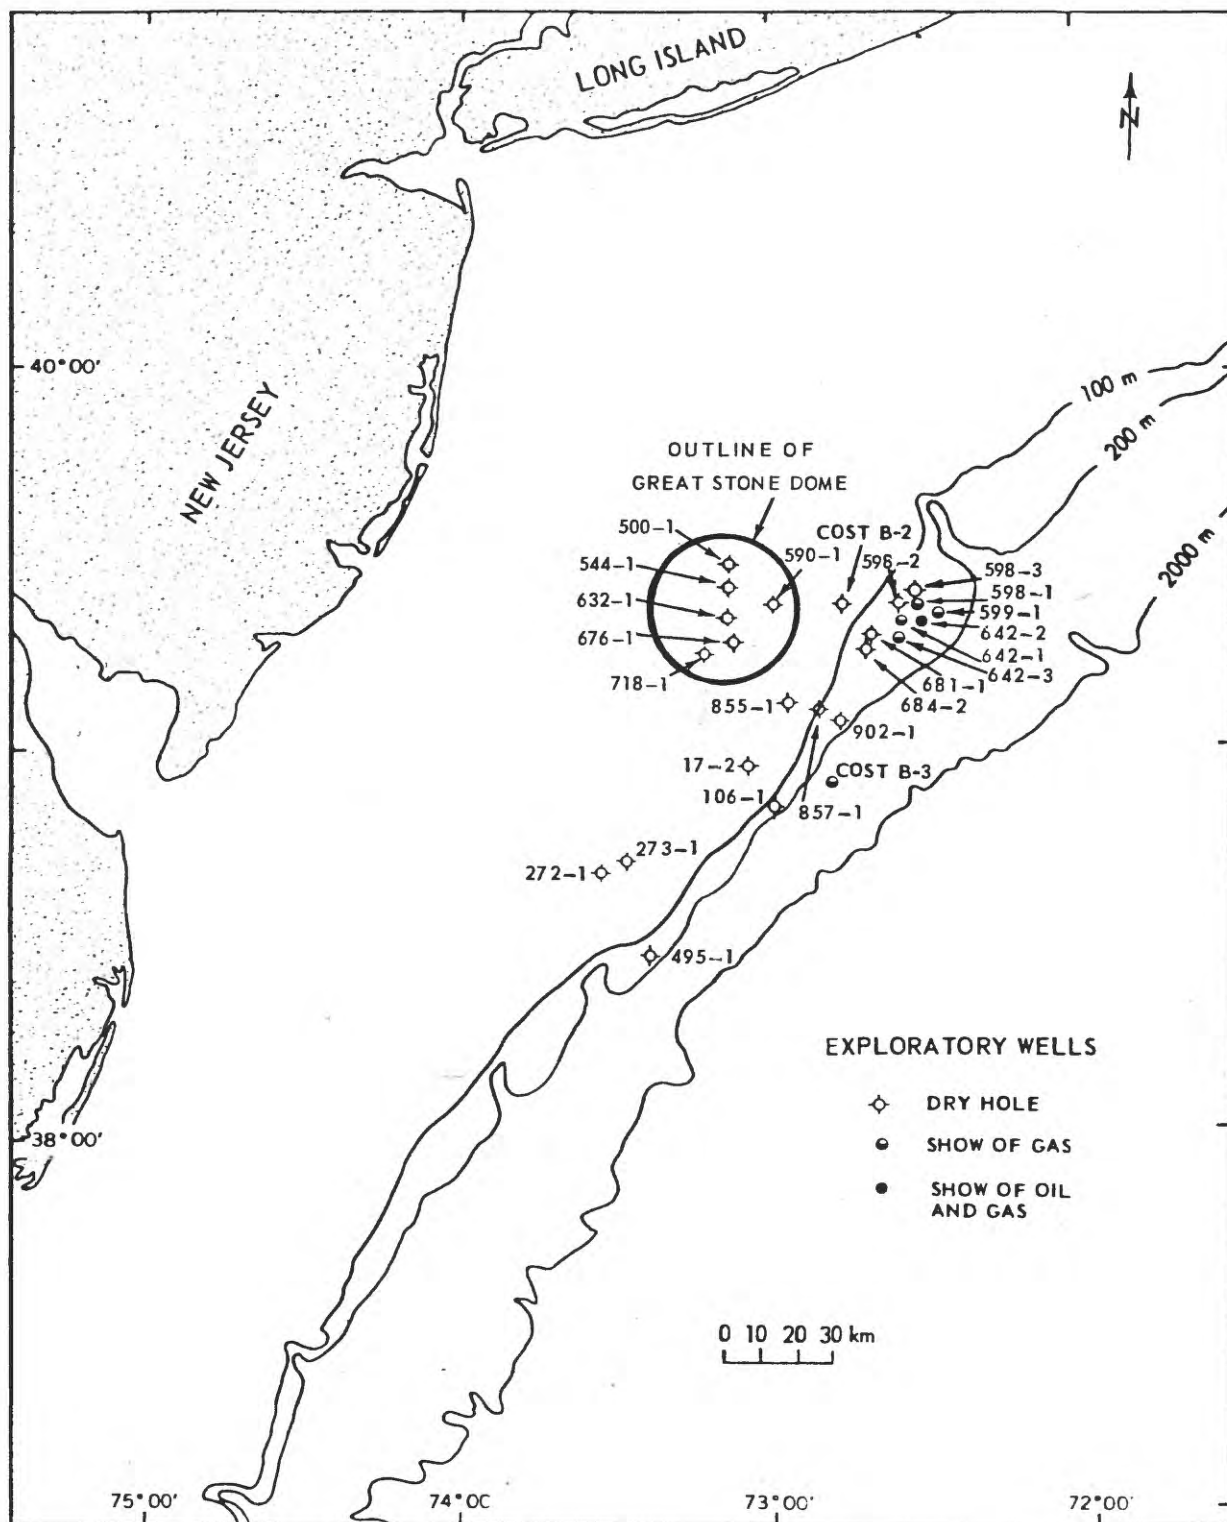 LONG ISLAND
N
NEW JERSEY
40°00'
100 m
200 m
2000 m
OUTLINE OF
GREAT STONE DOME
500-1
590-1
COST B-2
544-1
598-2
598-3
632-1
598-1
599-1
676-1
642-2
642-1
718-1
642-3
681-1
684-2
855-1
902-1
17-2
COST B-3
106-1
857-1
273-1
272-1
495-1
EXPLORATORY WELLS
DRY HOLE
38°00'
SHOW OF GAS
SHOW OF OIL
AND GAS
0 10 20 30 km
75°00'
74°0C
73°00'
72°00'